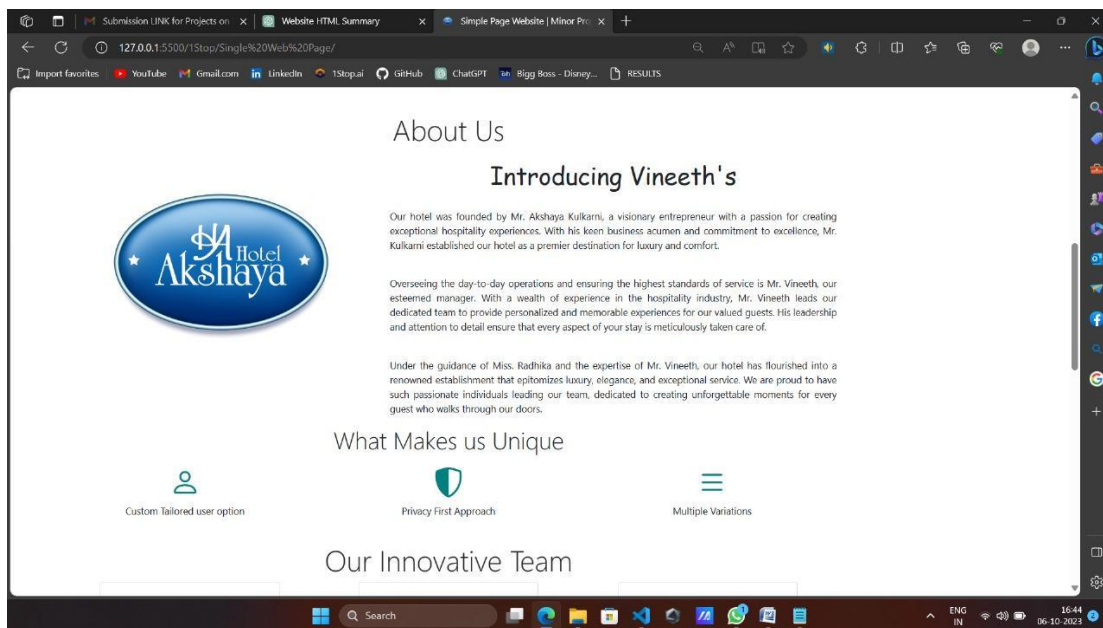 Submission LINK for Projects on
Website HTML Summary
Simple Page Website | Minor Pro
127.0.0.1:5500/1Stop/Single%20Web%20Page/
Import favorites
YouTube
Gmail.com
LinkedIn
1Stop.ai
GitHub
ChatGPT
Bigg Boss - Disney...
RESULTS
About Us
Introducing Vineeth's
HA
Hotel
Akshaya
Our hotel was founded by Mr. Akshaya Kulkarni, a visionary entrepreneur with a passion for creating
exceptional hospitality experiences. With his keen business acumen and commitment to excellence, Mr.
Kulkarni established our hotel as a premier destination for luxury and comfort.
Overseeing the day-to-day operations and ensuring the highest standards of service is Mr. Vineeth, our
esteemed manager. With a wealth of experience in the hospitality industry, Mr. Vineeth leads our
dedicated team to provide personalized and memorable experiences for our valued guests. His leadership
and attention to detail ensure that every aspect of your stay is meticulously taken care of.
Under the guidance of Miss. Radhika and the expertise of Mr. Vineeth, our hotel has flourished into a
renowned establishment that epitomizes luxury, elegance, and exceptional service. We are proud to have
such passionate individuals leading our team, dedicated to creating unforgettable moments for every
guest who walks through our doors.
What Makes us Unique
Custom Tailored user option
Privacy First Approach
Multiple Variations
Our Innovative Team
Search
ENG
IN
16:44
06-10-2023
2